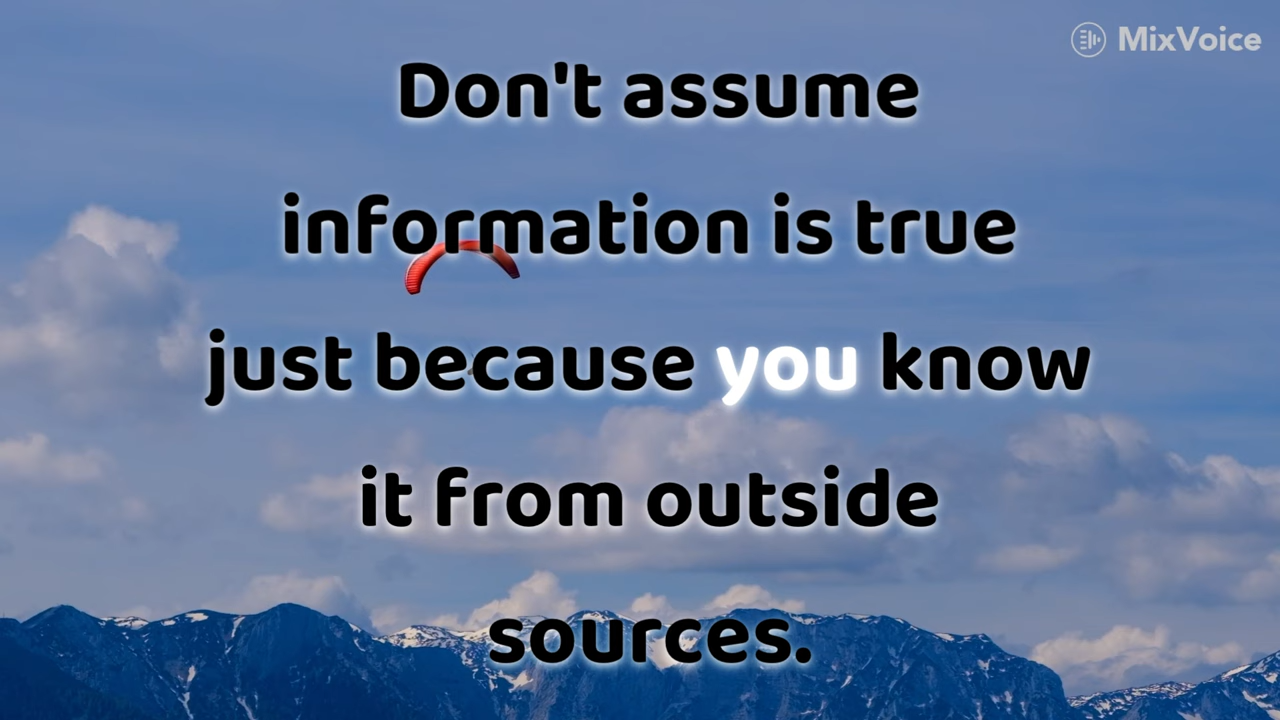 MixVoice
Don't assume
information is true
just because you know
it from outside
sources.